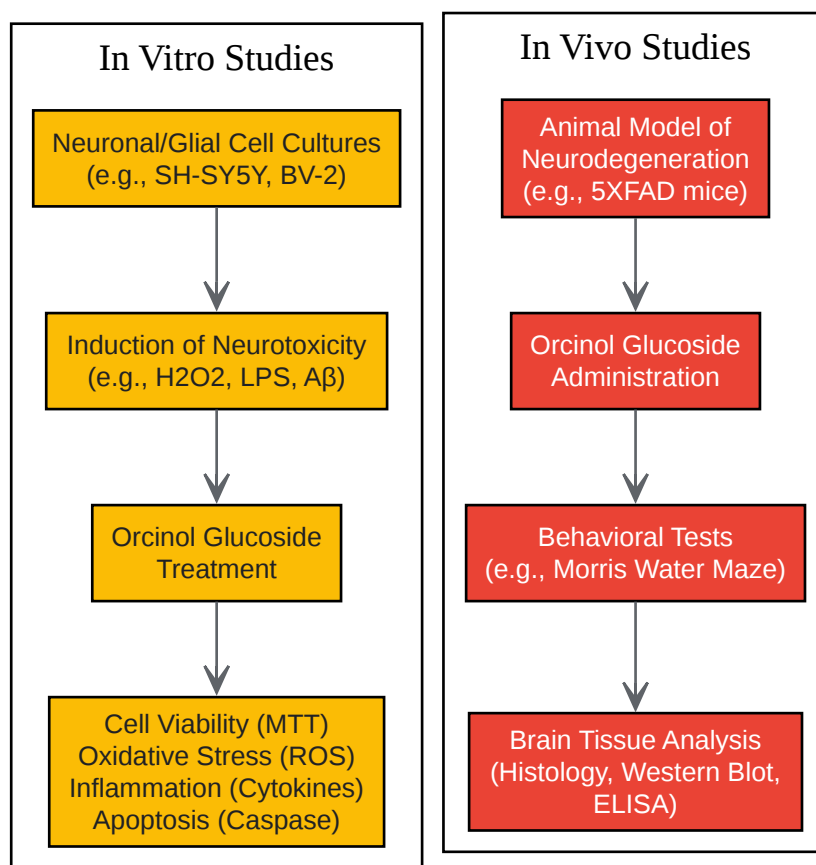 In Vitro Studies
Neuronal/Glial Cell Cultures
(e.g., SH-SY5Y, BV-2)
Induction of Neurotoxicity
(e.g., H2O2, LPS, Aβ)
Orcinol Glucoside
Treatment
Cell Viability (MTT)
Oxidative Stress (ROS)
Inflammation (Cytokines)
Apoptosis (Caspase)
In Vivo Studies
Animal Model of
Neurodegeneration
(e.g., 5XFAD mice)
Orcinol Glucoside
Administration
Behavioral Tests
(e.g., Morris Water Maze)
Brain Tissue Analysis
(Histology, Western Blot,
ELISA)